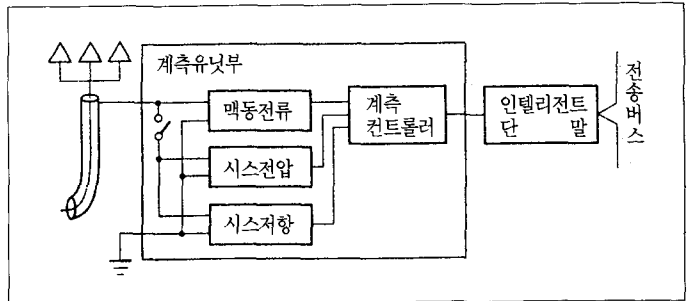 계측유닛부
맥동전류
시스전압
시스저항
계측
컨트롤러
인텔리전트
단 말
전송버스